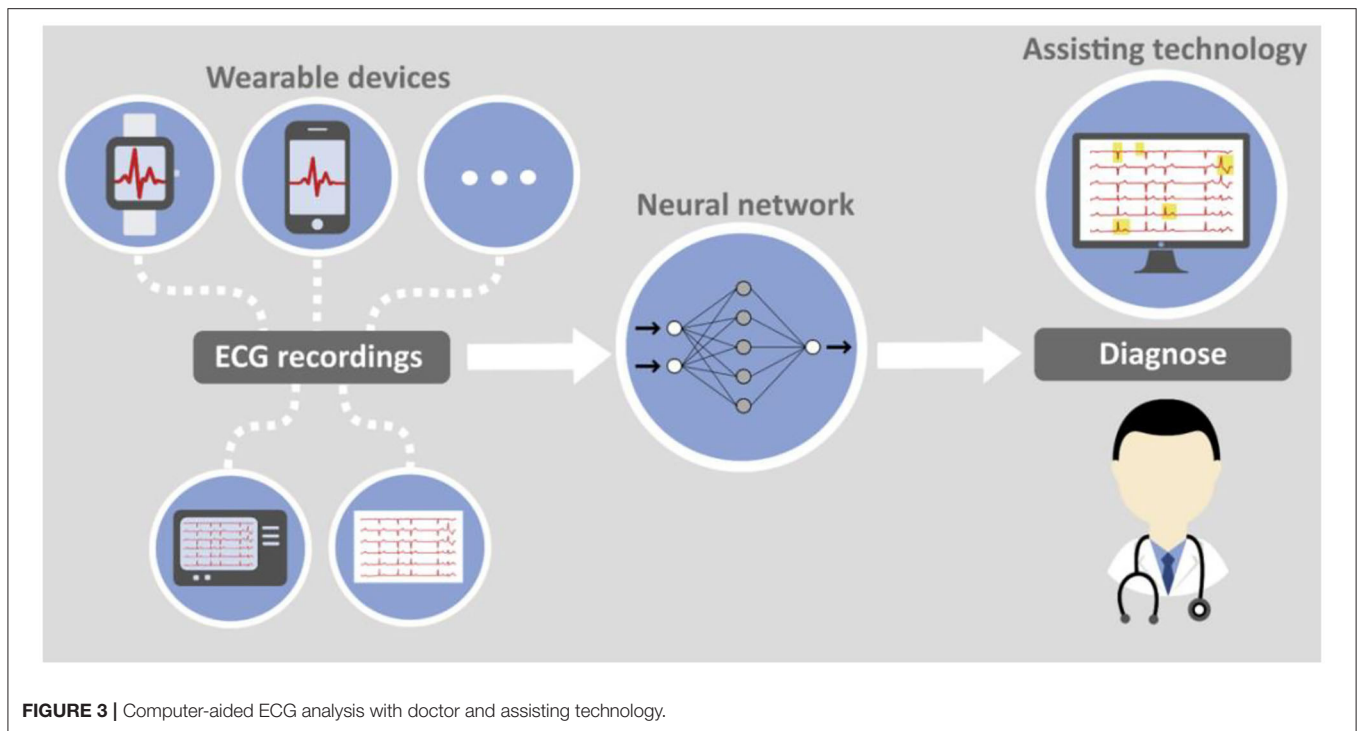 Wearable devices
Assisting technology
Neural network
ECG recordings
Diagnose
FIGURE 3 | Computer-aided ECG analysis with doctor and assisting technology.